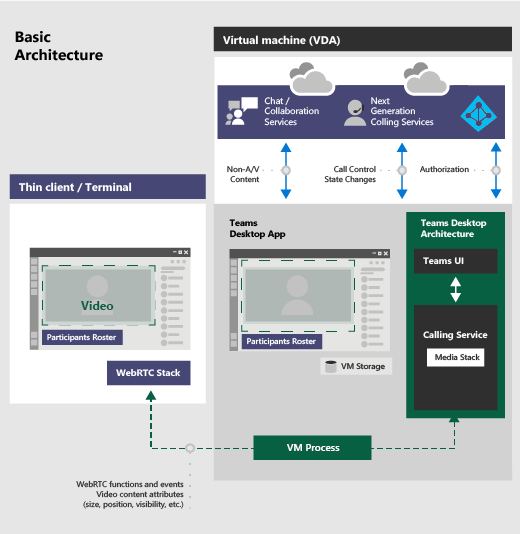 Basic
Architecture
Virtual machine (VDA)
Chat /
Collaboration
Services
Next
Generation
Colling Services
Non-A/V
Content
Call Control
State Changes
Authorization
Thin client / Terminal
Video
Participants Roster
WebRTC Stack
Teams
Desktop App
Participants Roster
VM Storage
Teams Desktop
Architecture
Teams UI
Calling Service
Media Stack
VM Process
WebRTC functions and events
Video content attributes
(size, position, visibility, etc.)